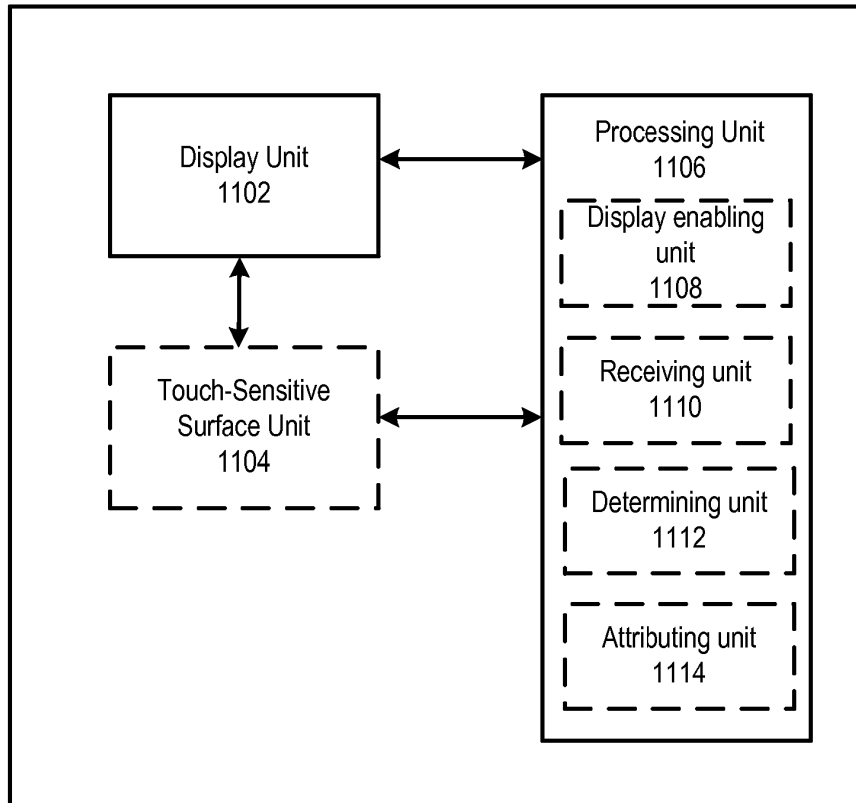 Display Unit
1102
Touch-Sensitive
Surface Unit
1104
Processing Unit
1106
Display enabling
unit
1108
Receiving unit
1110
Determining unit
1112
Attributing unit
1114